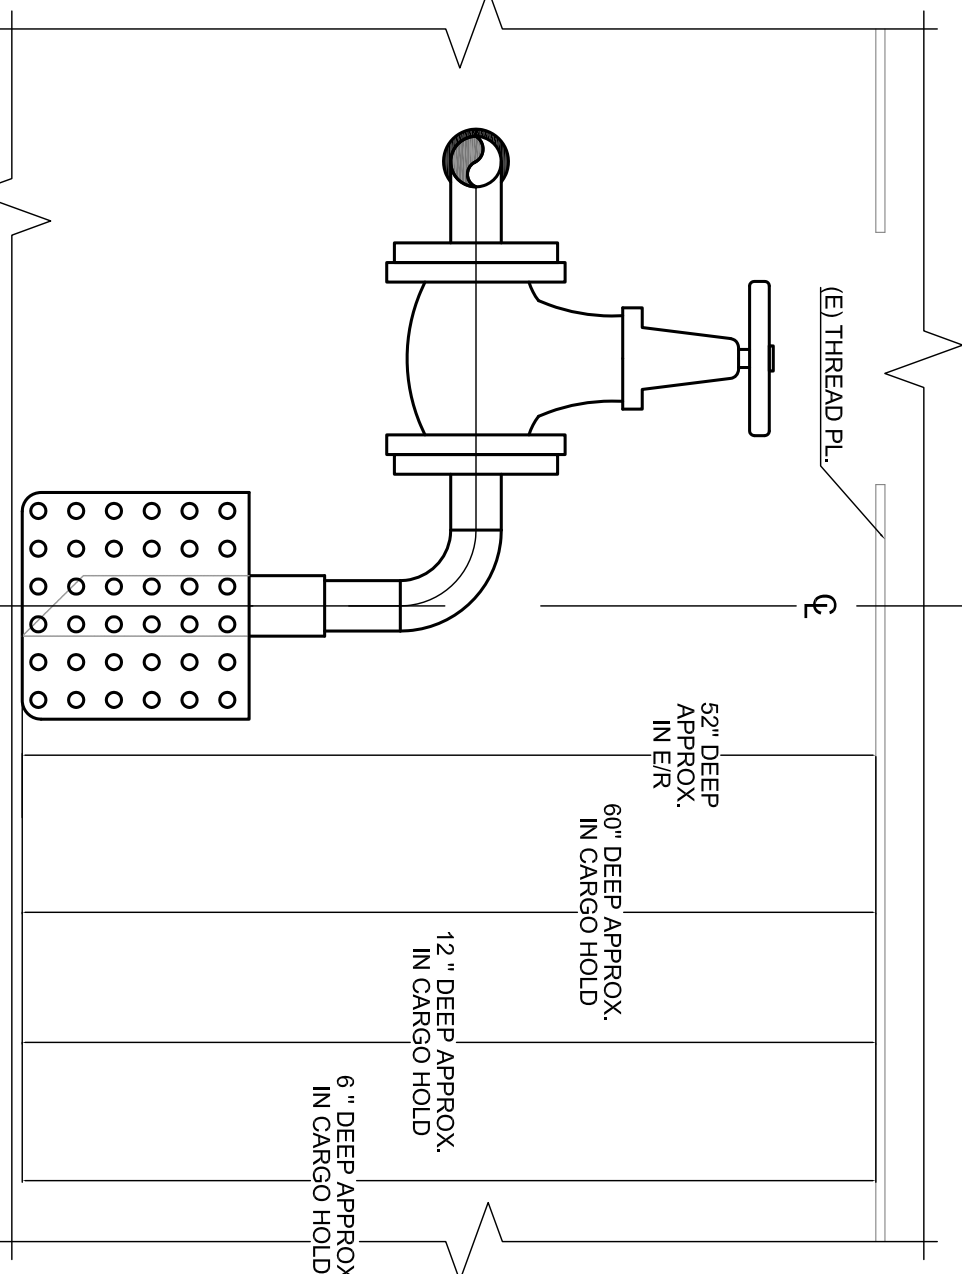 (E) THREAD PL.
CL
52" DEEP
APPROX.
IN E/R
60" DEEP APPROX.
IN CARGO HOLD
12 " DEEP APPROX.
IN CARGO HOLD
6 " DEEP APPROX
IN CARGO HOLD